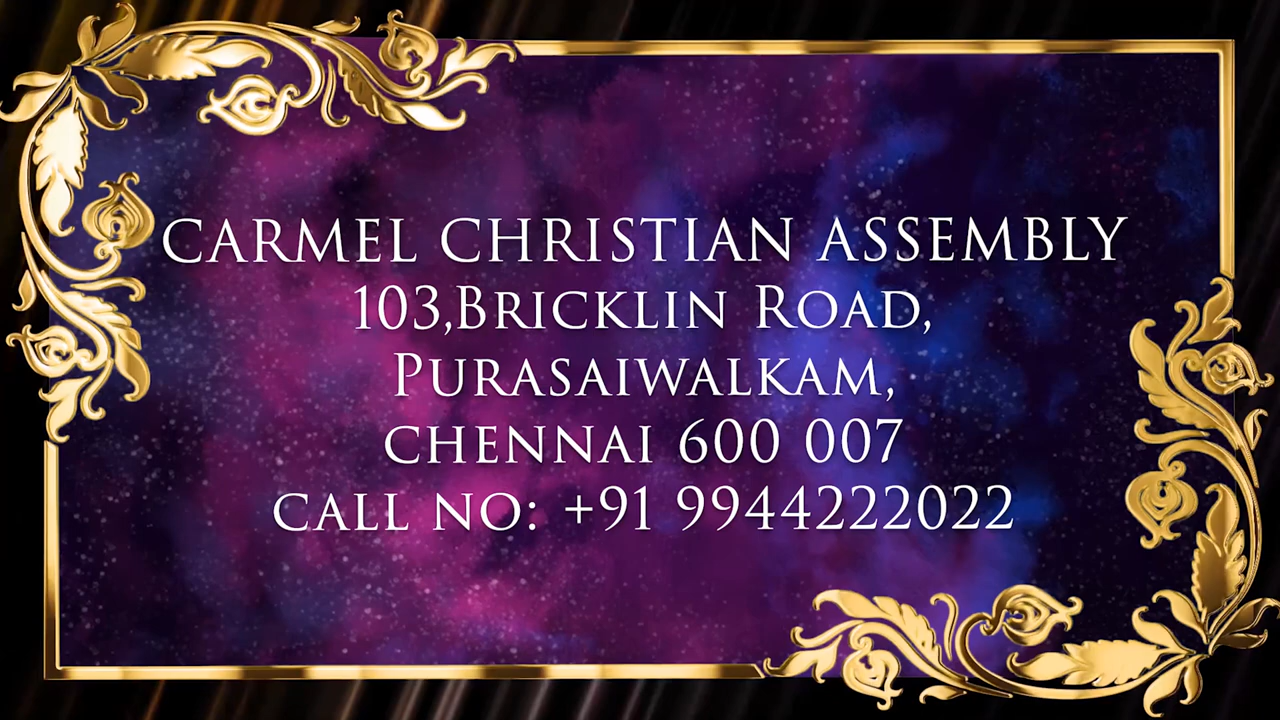 CARMEL CHRISTIAN ASSEMBLY
103,Bricklin Road,
Purasaiwalkam,
chennai 600 007
call no: +91 9944222022